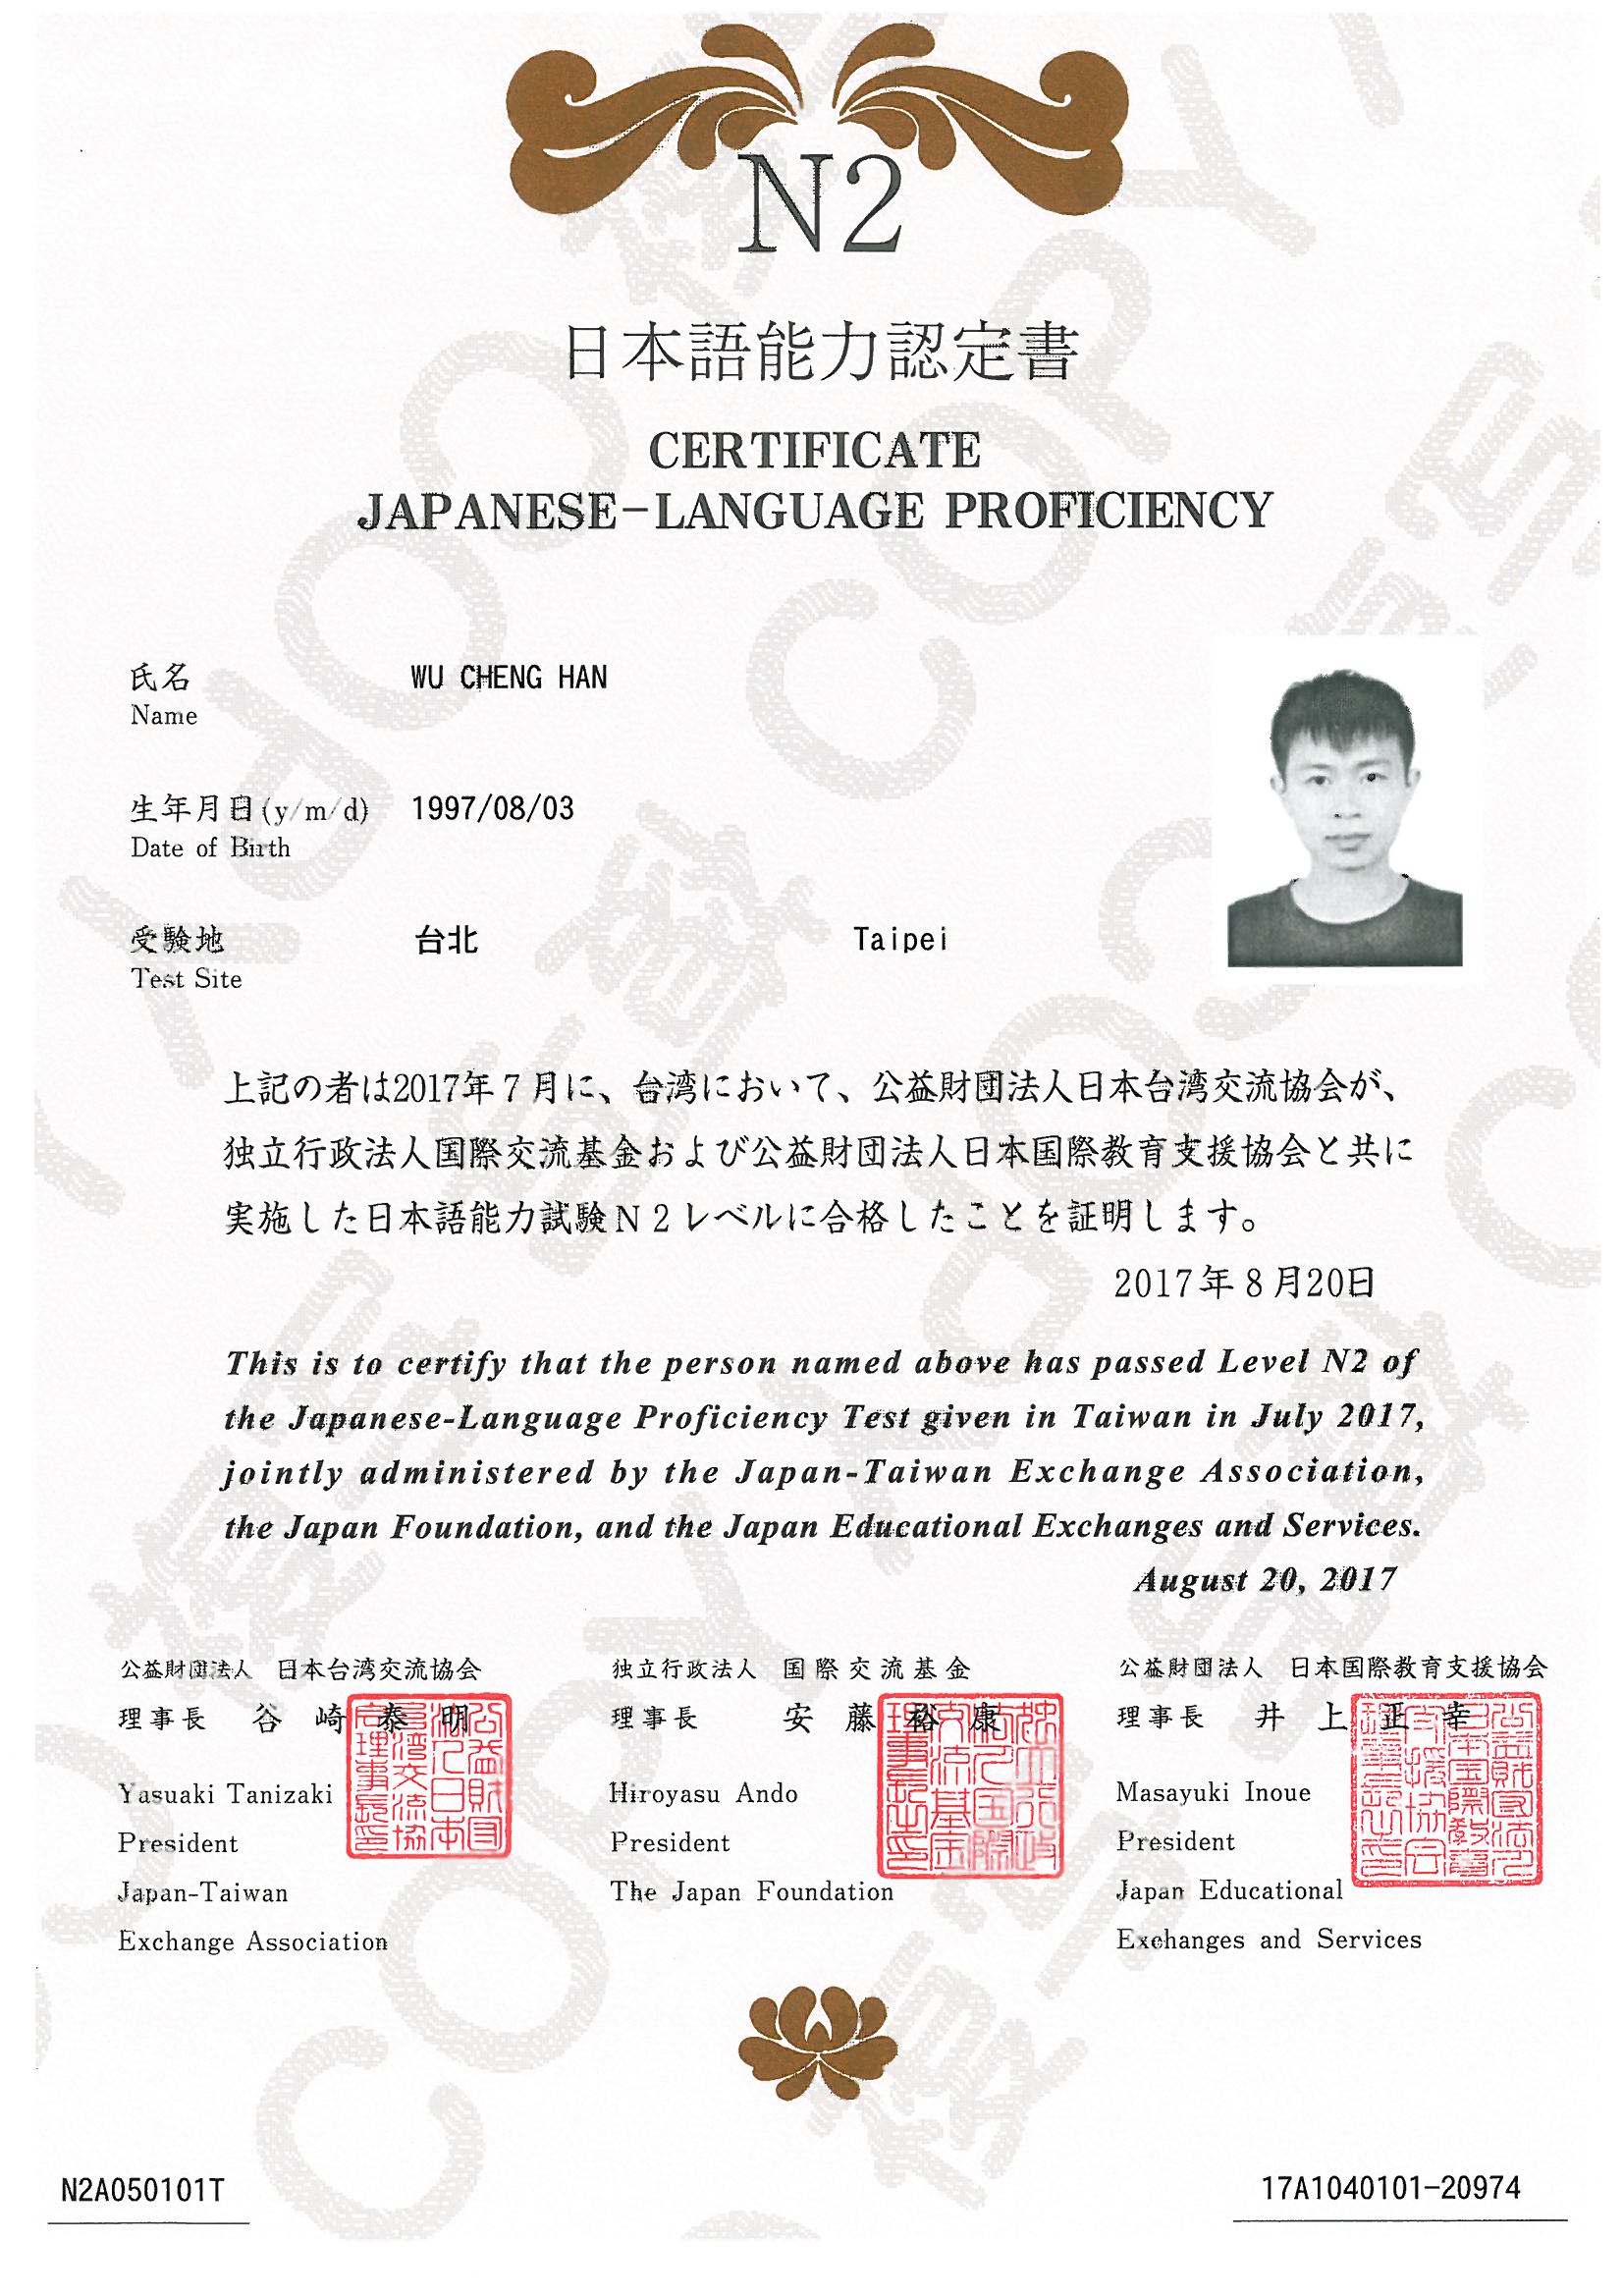 N2
日本語能力認定書
CERTIFICATE
JAPANESE-LANGUAGE PROFICIENCY
氏名 WU CHENG HAN
Name
生年月日(y/m/d) 1997/08/03
Date of Birth
受験地 台北 Taipei
Test Site
上記の者は2017年7月に、台湾において、公益財団法人日本台湾交流協会が、
独立行政法人国際交流基金および公益財団法人日本国際教育支援協会と共に
実施した日本語能力試験N2レベルに合格したことを証明します。
2017年8月20日
This is to certify that the person named above has passed Level N2 of
the Japanese-Language Proficiency Test given in Taiwan in July 2017,
jointly administered by the Japan-Taiwan Exchange Association,
the Japan Foundation, and the Japan Educational Exchanges and Services.
August 20, 2017
公益財団法人 日本台湾交流協会
理事長 谷崎泰明
Yasuaki Tanizaki
President
Japan-Taiwan
Exchange Association
独立行政法人 国際交流基金
理事長 安藤裕康
Hiroyasu Ando
President
The Japan Foundation
公益財団法人 日本国際教育支援協会
理事長 井上正幸
Masayuki Inoue
President
Japan Educational
Exchanges and Services
N2A050101T
17A1040101-20974
COPY
複写